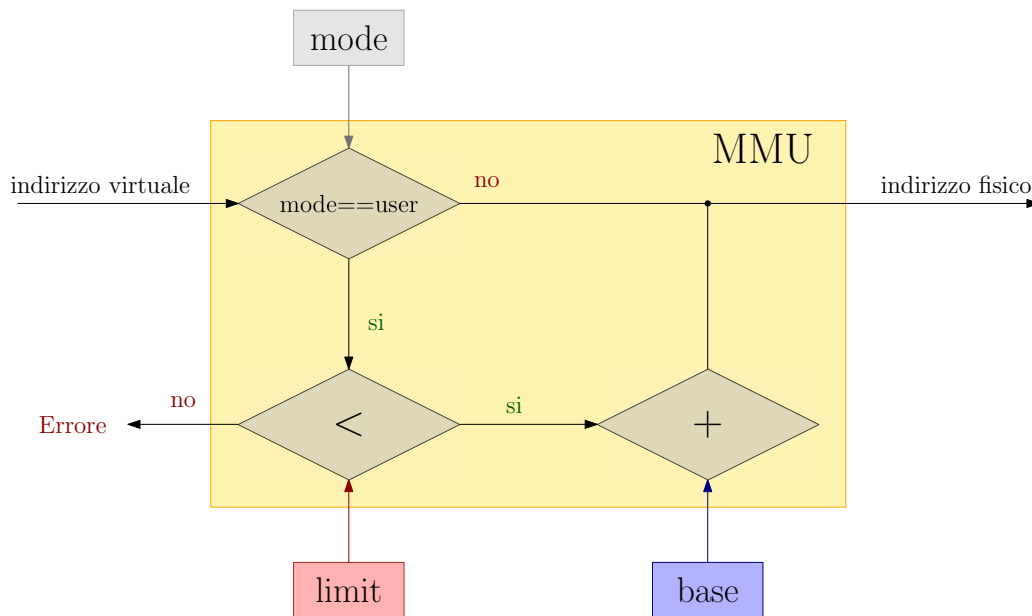 mode
MMU
indirizzo virtuale
no
indirizzo fisico
mode==user
si
no
si
Errore
<
+
limit
base